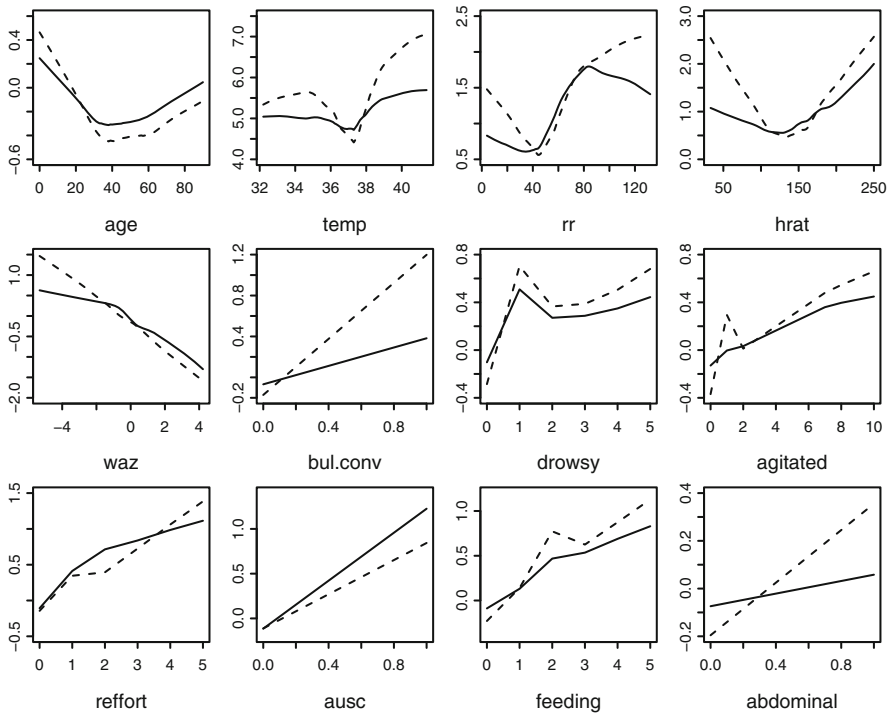 −0.6 0.0 0.4
0 20 40 60 80
age
4.0 5.0 6.0 7.0
32 34 36 38 40
temp
0.5 1.5 2.5
0 40 80 120
rr
0.0 1.0 2.0 3.0
50 150 250
hrat
−2.0 −0.5 1.0
−4 0 2 4
waz
−0.2 0.4 0.8 1.2
0.0 0.4 0.8
bul.conv
−0.4 0.0 0.4 0.8
0 1 2 3 4 5
drowsy
−0.4 0.0 0.4 0.8
0 2 4 6 8 10
agitated
−0.5 0.5 1.5
0 1 2 3 4 5
reffort
0.0 0.5 1.0
0.0 0.4 0.8
ausc
0.0 0.5 1.0
0 1 2 3 4 5
feeding
−0.2 0.0 0.2 0.4
0.0 0.4 0.8
abdominal